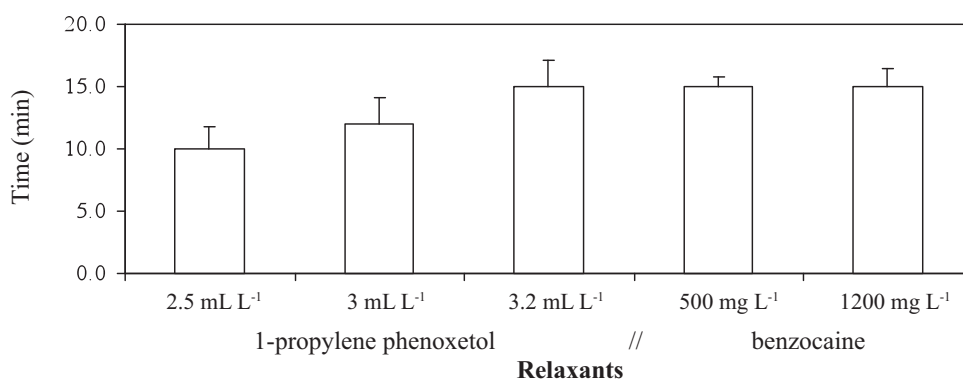 20.0
15.0
10.0
5.0
0.0
Time (min)
2.5 mL L⁻¹ 3 mL L⁻¹ 3.2 mL L⁻¹ 500 mg L⁻¹ 1200 mg L⁻¹
1-propylene phenoxetol // benzocaine
Relaxants